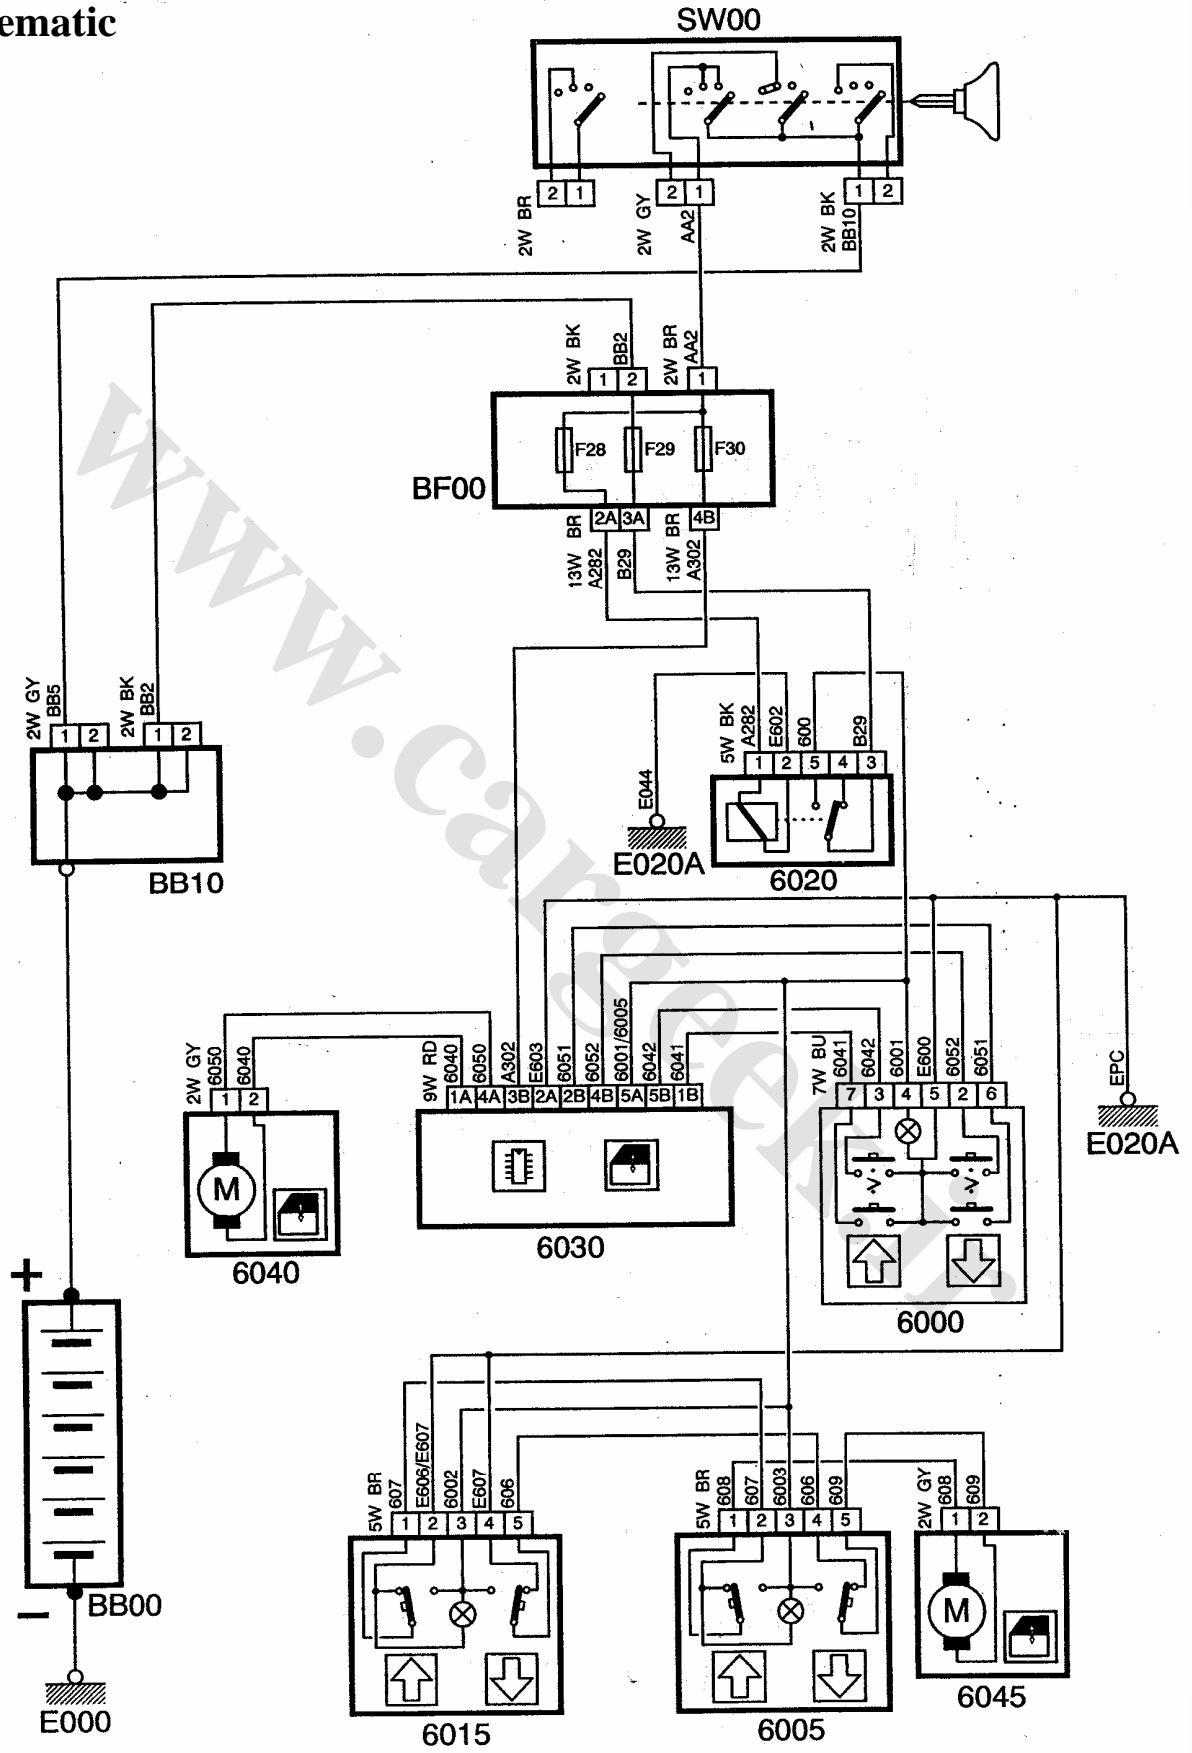 ematic
SW00
2 1
2 1
1 2
2W BR
2W GY
AA2
2W BK
BB10
2W BK
BB2
2W BR
AA2
1 2
1
F28
F29
F30
BF00
2A 3A
4B
13W BR
A282
B29
13W BR
A302
2W GY
BB5
2W BK
BB2
1 2
1 2
BB10
5W BK
A282
E602
600
B29
1 2 5 4 3
E044
E020A
6020
2W GY
6050
6040
9W RD
6040
6050
A302
E603
6051
6052
6001/6005
6042
6041
7W BU
6041
6042
6001
E600
6052
6051
EPC
1 2
1A 4A 3B 2A 2B 4B 5A 5B 1B
7 3 4 5 2 6
E020A
M
6040
6030
6000
+
5W BR
607
E606/E607
6002
E607
606
5W BR
608
607
6003
606
609
2W GY
608
609
1 2 3 4 5
1 2 3 4 5
1 2
BB00
–
M
E000
6015
6005
6045
www.cargeek.ir